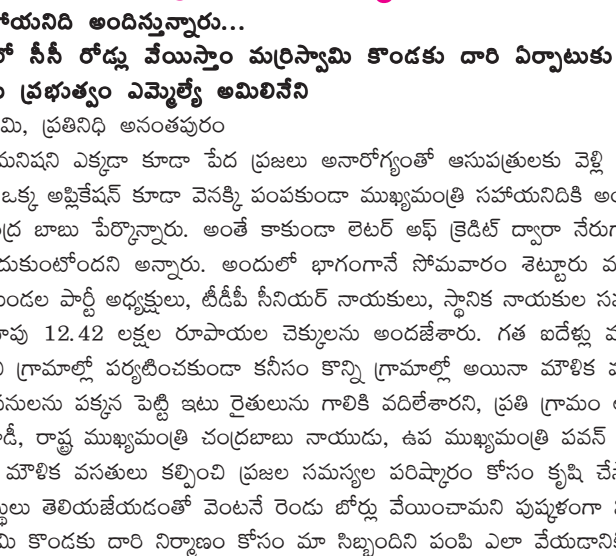 హాయనిది అందిస్తున్నారు...
లో సీసీ రోడ్లు వేయిస్తాం మర్రిస్వామి కొండకు దారి ఏర్పాటుకు
ప్రభుత్వం ఎమ్మెల్యే అమిలినేని
మి, ప్రతినిధి అనంతపురం
మనిషని ఎక్కడా కూడా పేద ప్రజలు అనారోగ్యంతో ఆసుపత్రులకు వెళ్లి
ఒక్క అప్లికేషన్ కూడా వెనక్కి పంపకుండా ముఖ్యమంత్రి సహాయనిదికి అం
ద్ర బాబు పేర్కొన్నారు. అంతే కాకుండా లెటర్ అఫ్ క్రెడిట్ ద్వారా నేరుగ
దుకుంటోందని అన్నారు. అందులో భాగంగానే సోమవారం శెట్టూరు మ
ండల పార్టీ అధ్యక్షులు, టీడీపీ సీనియర్ నాయకులు, స్థానిక నాయకుల సమ
పు 12.42 లక్షల రూపాయల చెక్కులను అందజేశారు. గత ఐదేళ్లు
గ్రామాల్లో పర్యటించకుండా కనీసం కొన్ని గ్రామాల్లో అయినా మౌళిక
పనులను పక్కన పెట్టి ఇటు రైతులును గాలికి వదిలేశారని, ప్రతి గ్రామం
డీ, రాష్ట్ర ముఖ్యమంత్రి చంద్రబాబు నాయుడు, ఉప ముఖ్యమంత్రి పవన్
మౌళిక వసతులు కల్పించి ప్రజల సమస్యల పరిష్కారం కోసం కృషి చే
స్థులు తెలియజేయడంతో వెంటనే రెండు బోర్లు వేయించామని పుష్కళంగా
మి కొండకు దారి నిర్మాణం కోసం మా సిబ్బందిని పంపి ఎలా వేయడాని